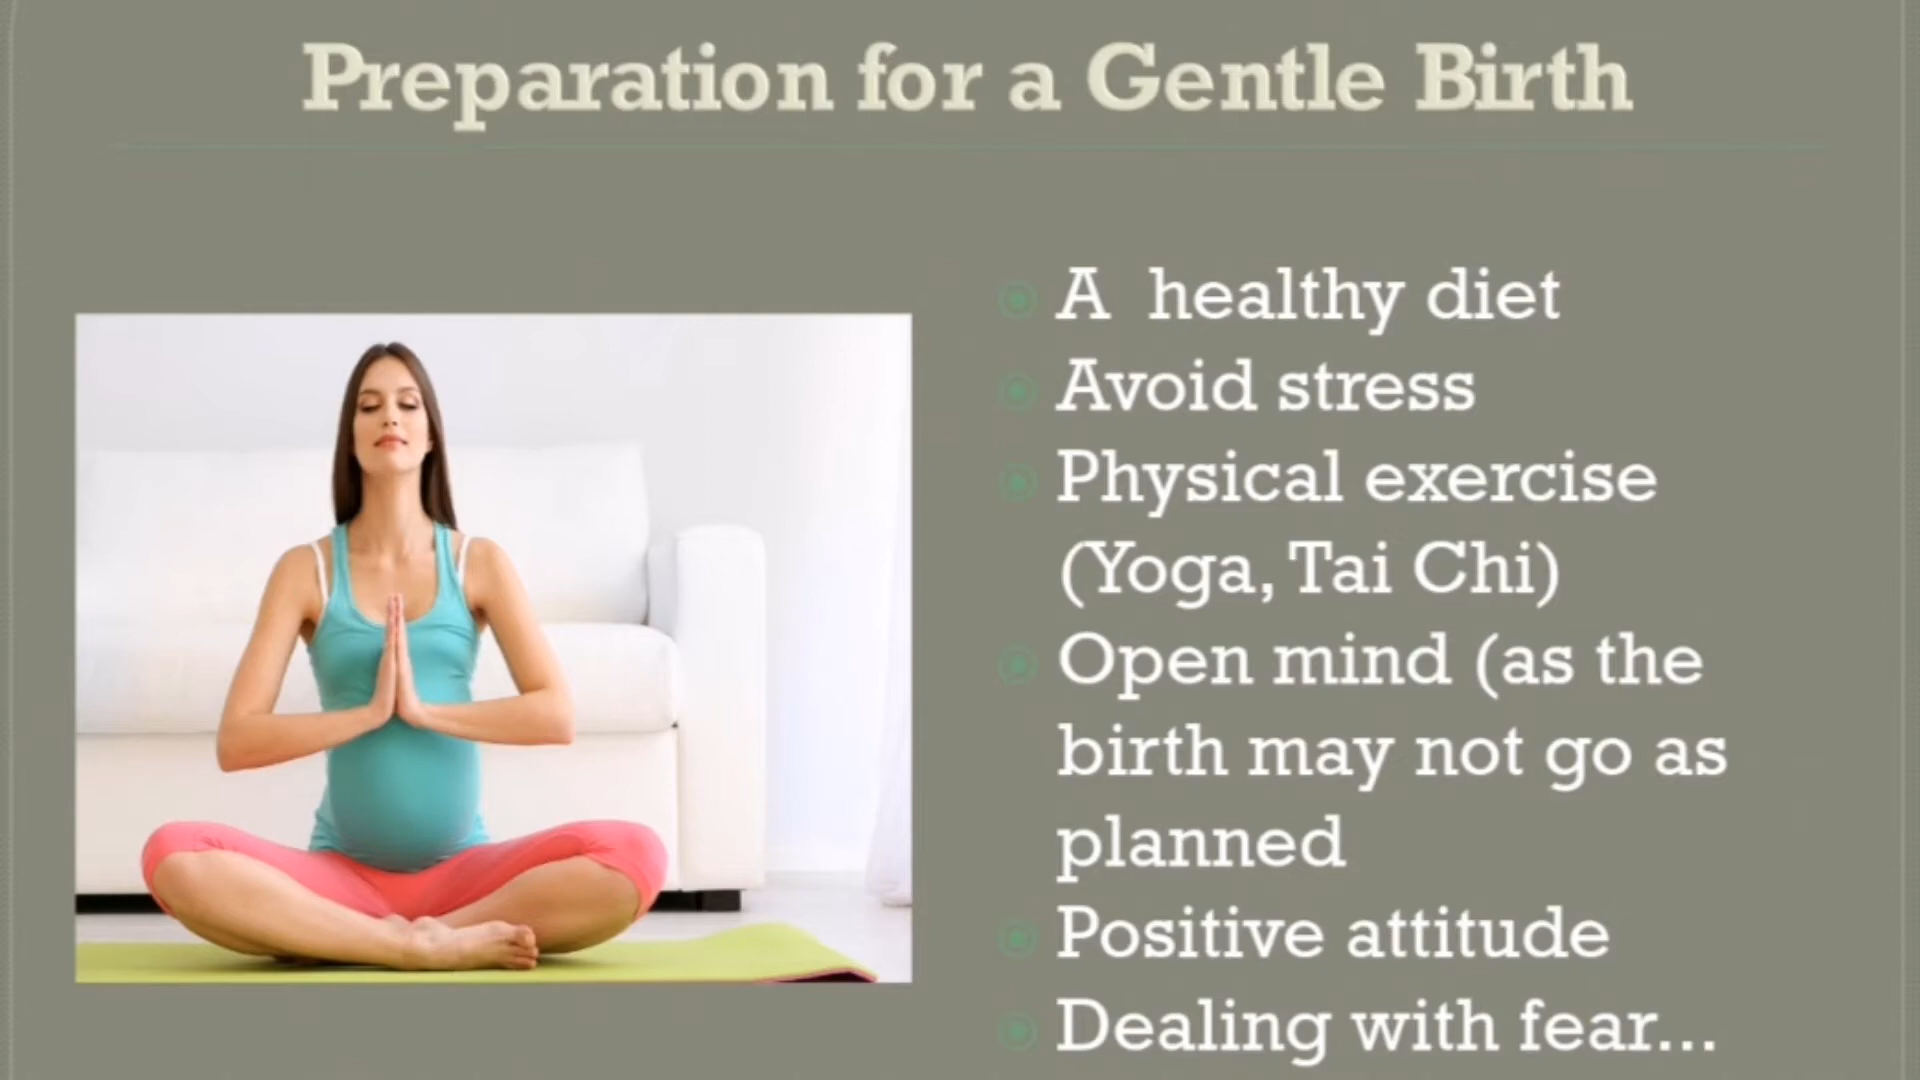 Preparation for a Gentle Birth
A  healthy diet
Avoid stress
Physical exercise
(Yoga, Tai Chi)
Open mind (as the
birth may not go as
planned
Positive attitude
Dealing with fear...